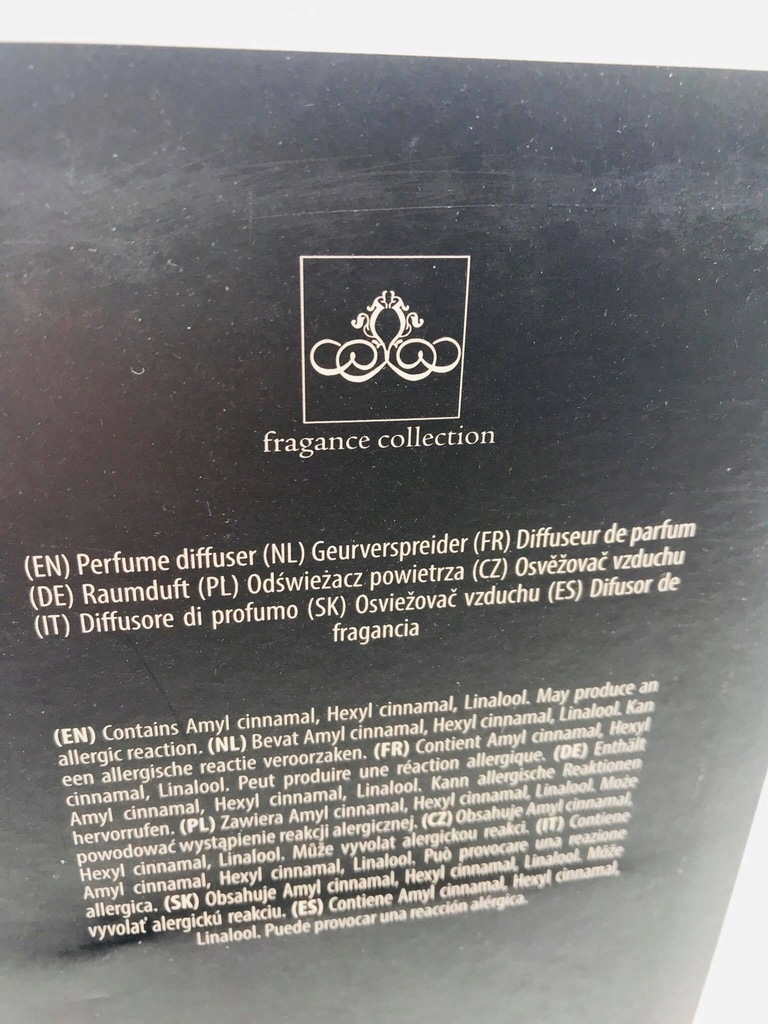 fragance collection
(EN) Perfume diffuser (NL) Geurverspreider (FR) Diffuseur de parfum
(DE) Raumduft (PL) Odświeżacz powietrza (CZ) Osvěžovač vzduchu
(IT) Diffusore di profumo (SK) Osviežovač vzduchu (ES) Difusor de
fragancia
(EN) Contains Amyl cinnamal, Hexyl cinnamal, Linalool. May produce an
allergic reaction. (NL) Bevat Amyl cinnamal, Hexyl cinnamal, Linalool. Kan
een allergische reactie veroorzaken. (FR) Contient Amyl cinnamal, Hexyl
cinnamal, Linalool. Peut produire une réaction allergique. (DE) Enthält
Amyl cinnamal, Hexyl cinnamal, Linalool. Kann allergische Reaktionen
hervorrufen. (PL) Zawiera Amyl cinnamal, Hexyl cinnamal, Linalool. Może
powodować wystąpienie reakcji alergicznej. (CZ) Obsahuje Amyl cinnamal,
Hexyl cinnamal, Linalool. Může vyvolat alergickou reakci. (IT) Contiene
Amyl cinnamal, Hexyl cinnamal, Linalool. Può provocare una reazione
allergica. (SK) Obsahuje Amyl cinnamal, Hexyl cinnamal, Linalool. Môže
vyvolať alergickú reakciu. (ES) Contiene Amyl cinnamal, Hexyl cinnamal,
Linalool. Puede provocar una reacción alérgica.